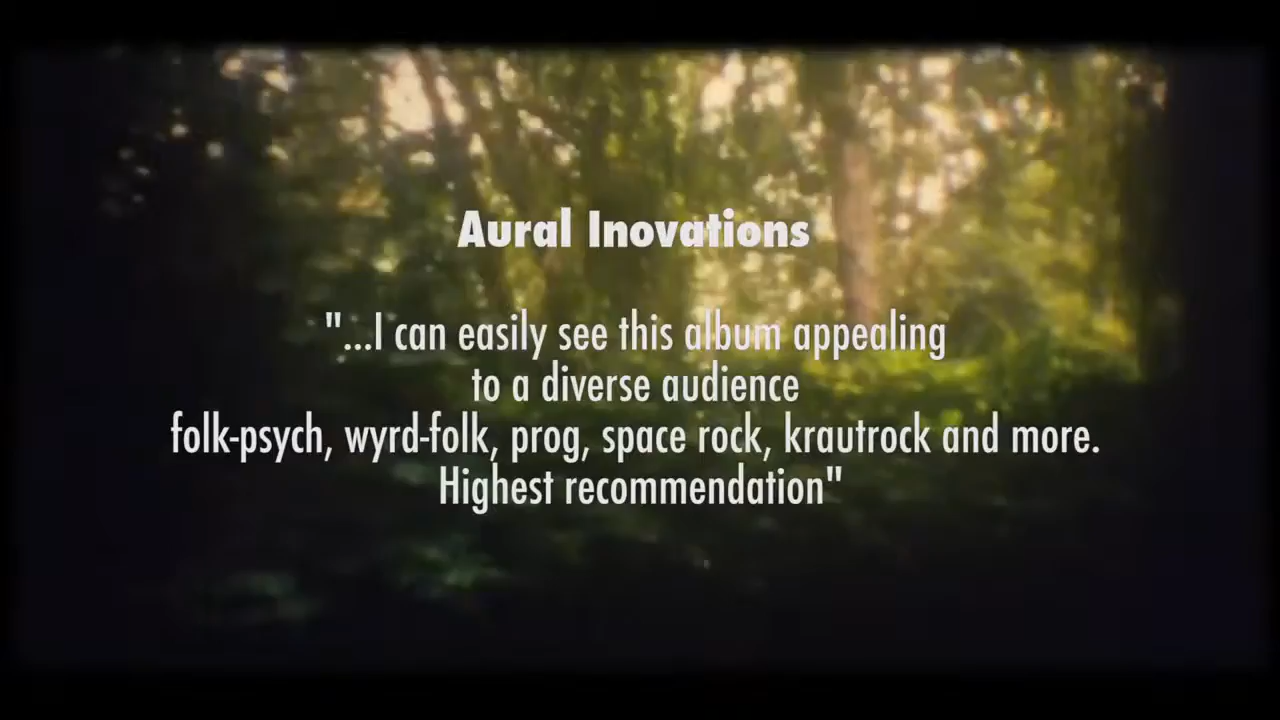 Aural Inovations
"...I can easily see this album appealing
to a diverse audience
folk-psych, wyrd-folk, prog, space rock, krautrock and more.
Highest recommendation"